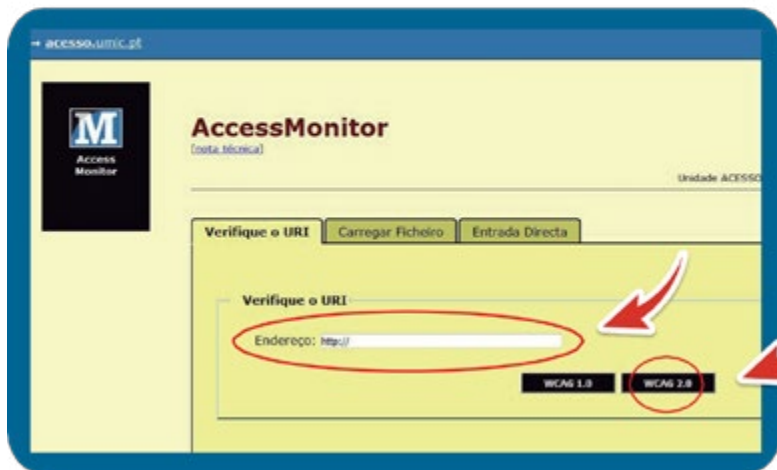 → acesso.umic.pt
M
Access
Monitor
AccessMonitor
[nota técnica]
Unidade ACESSO
Verifique o URI
Carregar Ficheiro
Entrada Directa
Verifique o URI
Endereço: http://
WCAG 1.0
WCAG 2.0